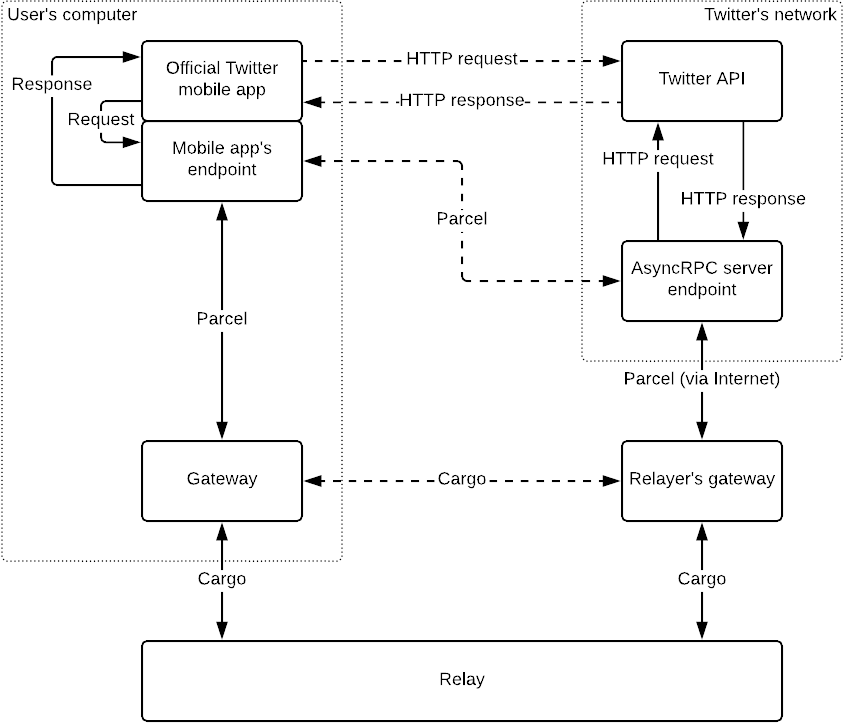 User's computer
Twitter's network
Official Twitter
mobile app
HTTP request
Twitter API
Response
HTTP response
Request
Mobile app's
endpoint
HTTP request
HTTP response
Parcel
AsyncRPC server
endpoint
Parcel
Parcel (via Internet)
Gateway
Cargo
Relayer's gateway
Cargo
Cargo
Relay